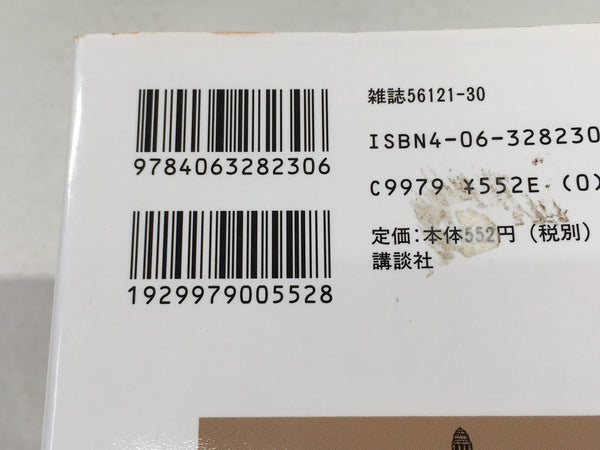 9784063282306
1929979005528
雑誌56121-30
ISBN4-06-328230
C9979 ¥552E (0)
定価:本体552円(税別)
講談社